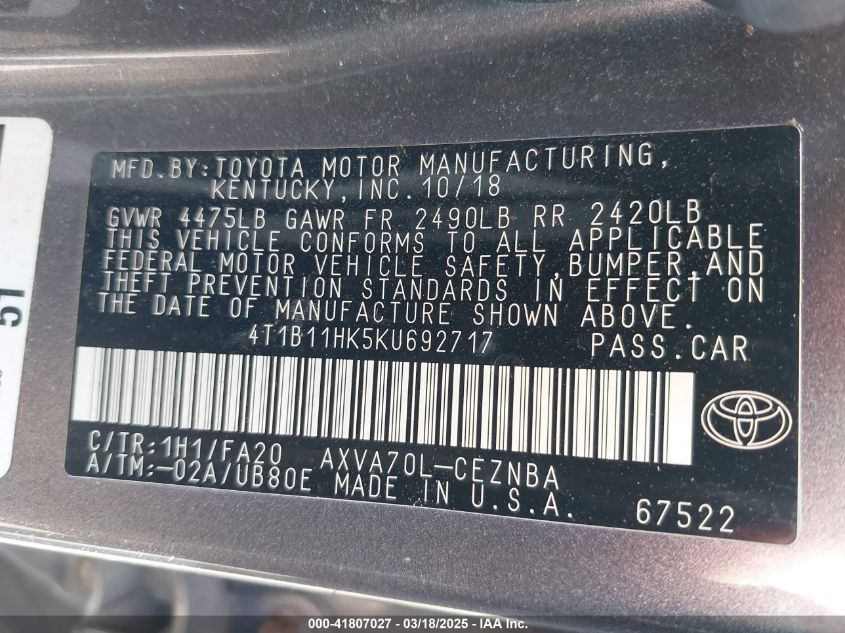 MFD.BY:TOYOTA MOTOR MANUFACTURING,
KENTUCKY,INC.10/18
GVWR 4475LB GAWR FR 2490LB RR 2420LB
THIS VEHICLE CONFORMS TO ALL APPLICABLE
FEDERAL MOTOR VEHICLE SAFETY,BUMPER,AND
THEFT PREVENTION STANDARDS IN EFFECT ON
THE DATE OF MANUFACTURE SHOWN ABOVE.
4T1B11HK5KU692717 PASS.CAR
C/TR:1H1/FA20 AXVA70L-CEZNBA
A/TM:-02A/UB80E MADE IN U.S.A. 67522
Lc
000-41807027 - 03/18/2025 - IAA Inc.